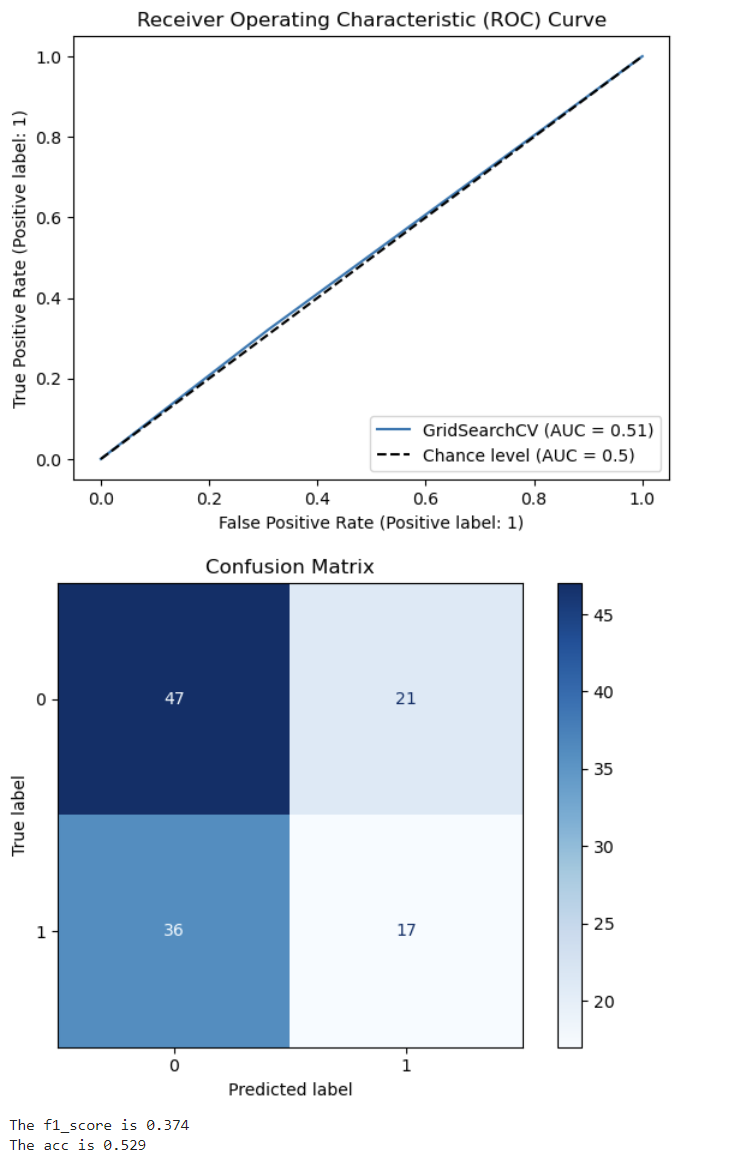 Receiver Operating Characteristic (ROC) Curve
1.0
0.8
0.6
0.4
0.2
0.0
True Positive Rate (Positive label: 1)
GridSearchCV (AUC = 0.51)
Chance level (AUC = 0.5)
0.0 0.2 0.4 0.6 0.8 1.0
False Positive Rate (Positive label: 1)
Confusion Matrix
True label
0
1
47 21
36 17
0 1
Predicted label
45
40
35
30
25
20
The f1_score is 0.374
The acc is 0.529